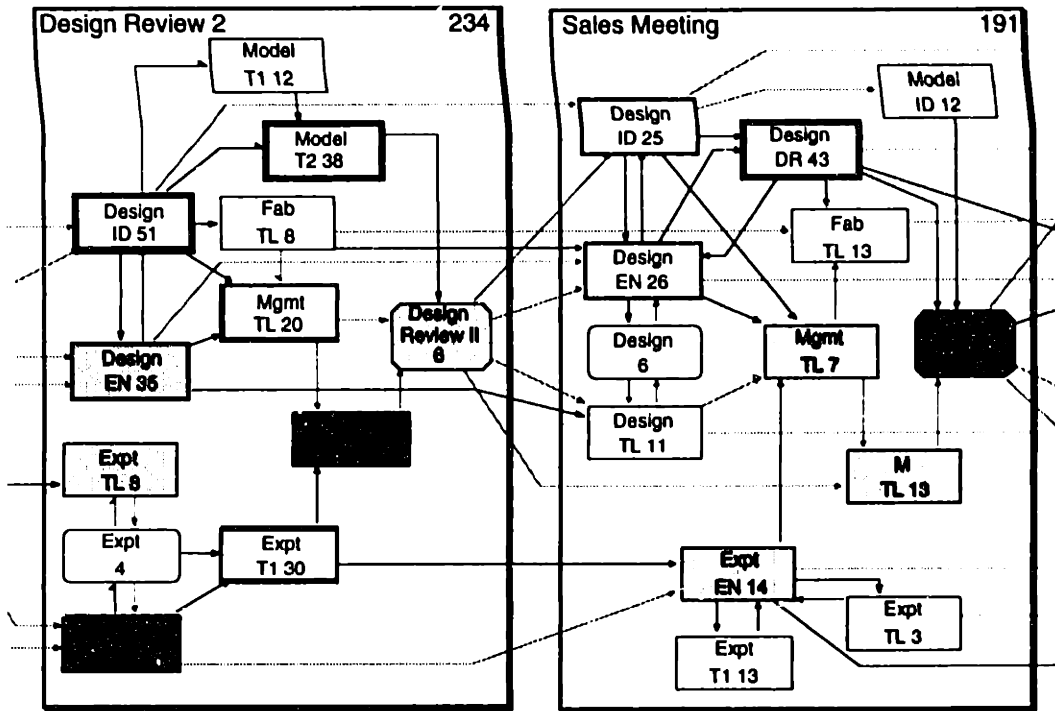 Design Review 2 234
Model
T1 12
Model
T2 38
Design
ID 51
Fab
TL 8
Mgmt
TL 20
Design
EN 35
Design
Review II
6
Expt
TL 8
Expt
4
Expt
T1 30
Sales Meeting 191
Design
ID 25
Model
ID 12
Design
DR 43
Fab
TL 13
Design
EN 26
Design
6
Mgmt
TL 7
Design
TL 11
M
TL 13
Expt
EN 14
Expt
TL 3
Expt
T1 13